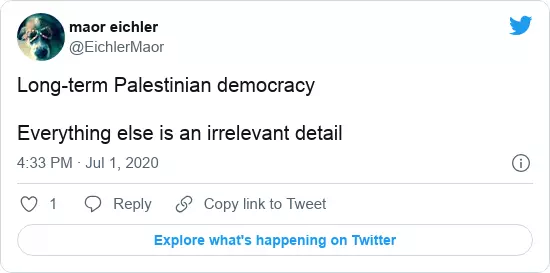 maor eichler
@EichlerMaor
Long-term Palestinian democracy
Everything else is an irrelevant detail
4:33 PM · Jul 1, 2020
1 Reply Copy link to Tweet
Explore what's happening on Twitter